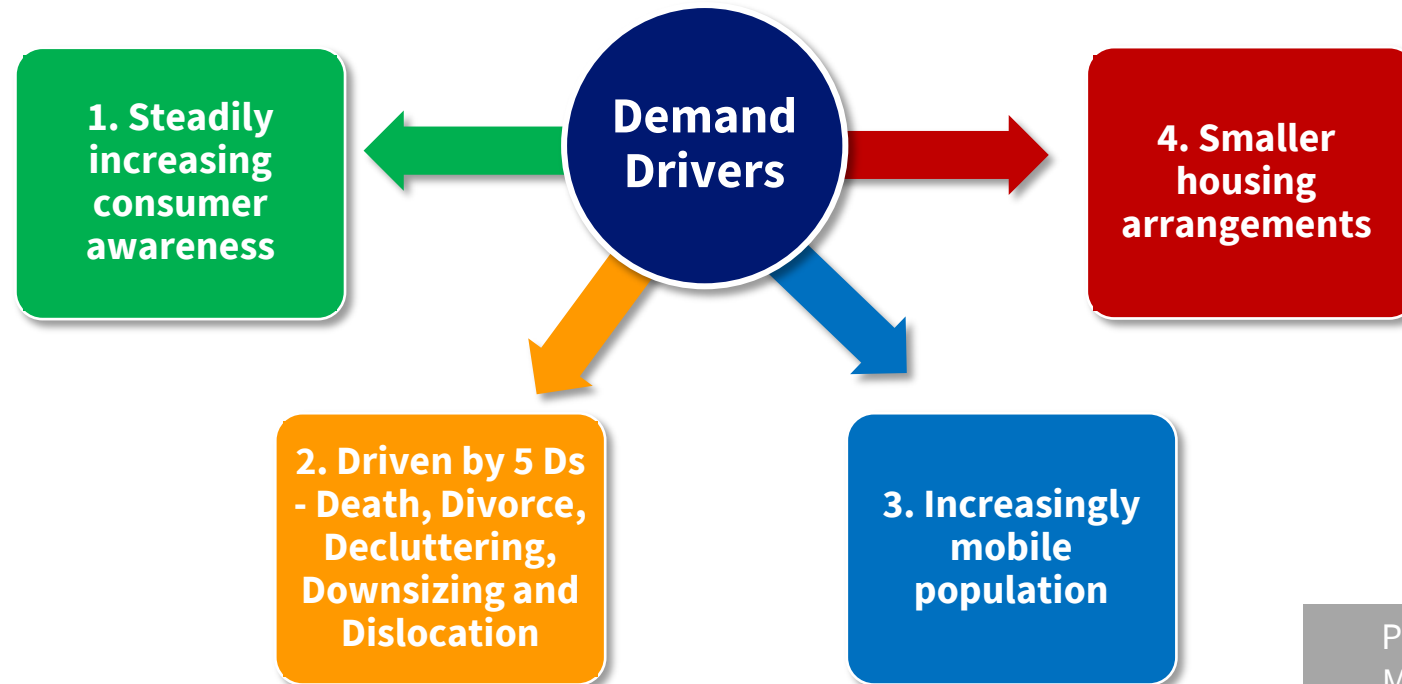 Demand
Drivers
1. Steadily
increasing
consumer
awareness
2. Driven by 5 Ds
- Death, Divorce,
Decluttering,
Downsizing and
Dislocation
3. Increasingly
mobile
population
4. Smaller
housing
arrangements